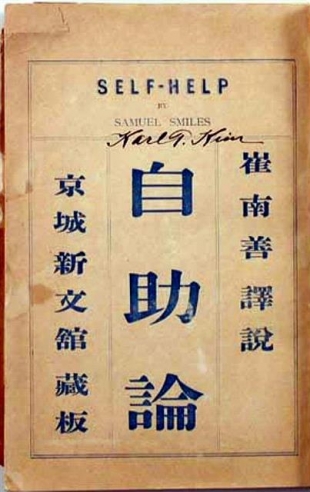 SELF-HELP
BY
SAMUEL SMILES
Karl T. Kim
崔南善譯說
自助論
京城新文館藏板